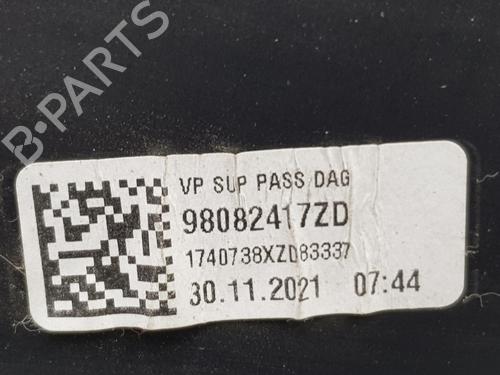 B-PARTS
VP SUP PASS DAG
98082417ZD
1740738XZD83337
30.11.2021 07:44